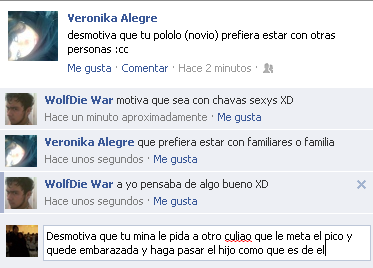 Veronika Alegre
desmotiva que tu pololo (novio) prefiera estar con otras
personas :cc
Me gusta · Comentar · Hace 2 minutos ·
WolfDie War motiva que sea con chavas sexys XD
Hace un minuto aproximadamente · Me gusta
Veronika Alegre que prefiera estar con familiares o familia
Hace unos segundos · Me gusta
WolfDie War a yo pensaba de algo bueno XD
Hace unos segundos · Me gusta
Desmotiva que tu mina le pida a otro culiao que le meta el pico y
quede embarazada y haga pasar el hijo como que es de el